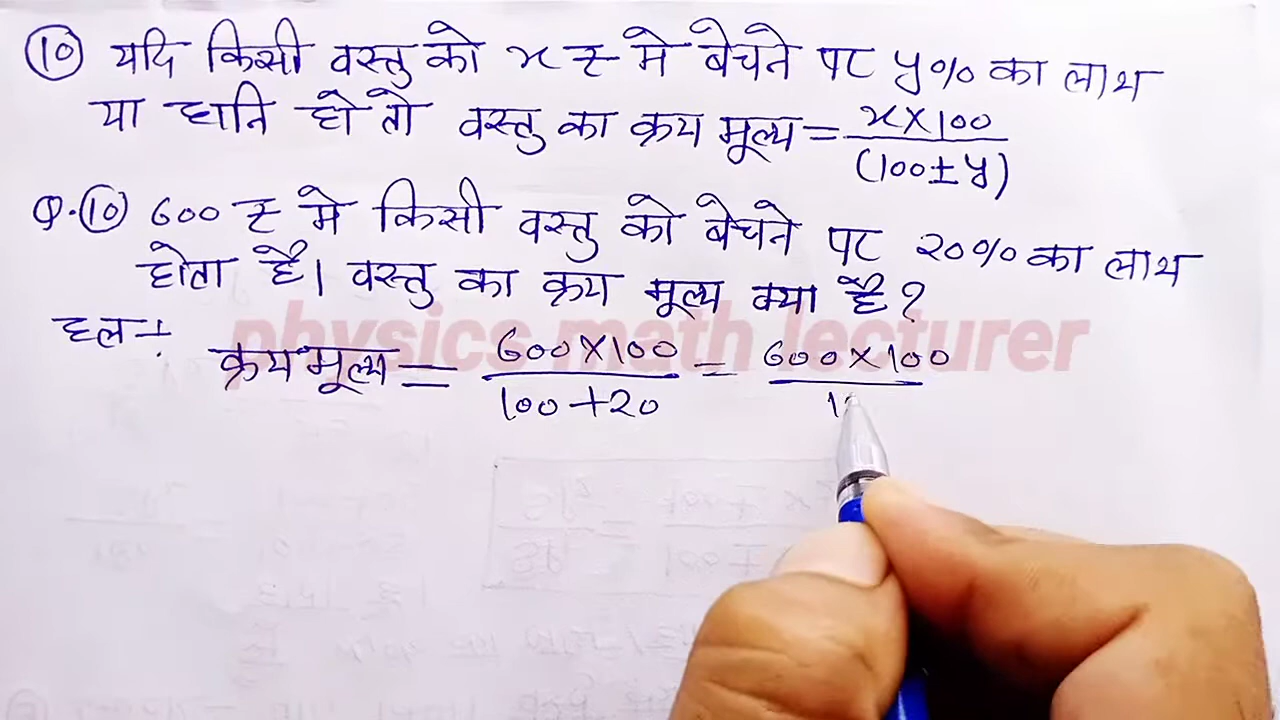 ⑩ यदि किसी वस्तु को x ₹ मे बेचने पर y% का लाभ
या हानि हो तो वस्तु का क्रय मूल्य = x×100
(100±y)
Q.⑩ 600 ₹ मे किसी वस्तु को बेचने पर 20% का लाभ
होता है। वस्तु का क्रय मूल्य क्या है?
हल÷
physics math lecturer
क्रय मूल्य = 600×100 = 600×100
100+20